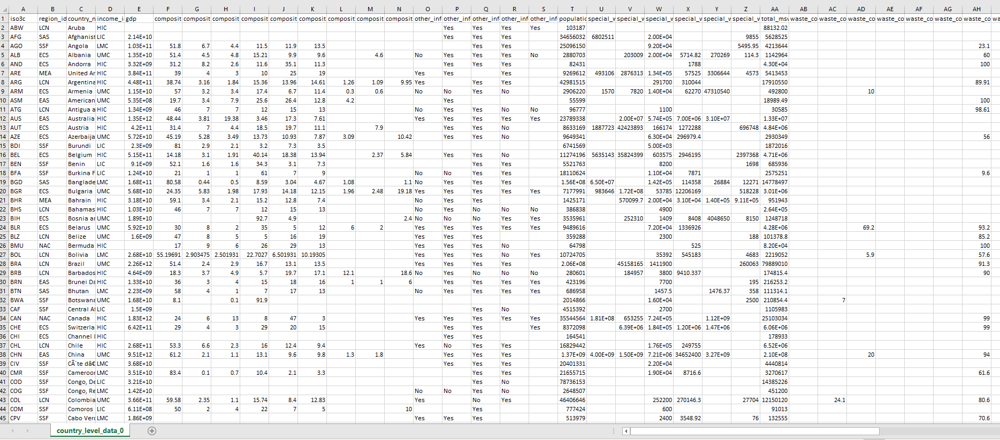 A B C D E F G H I J K L M N O P Q R S T U V W X Y Z AA AB AC AD AE AF AG AH
1 iso3c region_id country_n income_i gdp composit composit composit composit composit composit composit composit composit other_inf other_inf other_inf other_inf other_inf populatic special_w special_w special_w special_w special_w special_w total_msw waste_co waste_co waste_co waste_co waste_co waste_co waste_co wa
2 ABW LCN Aruba HIC Yes Yes Yes Yes 103187 88132.02
3 AFG SAS Afghanist LIC 2.14E+10 Yes Yes Yes 34656032 6802511 2.00E+04 9855 5628525
4 AGO SSF Angola LMC 1.03E+11 51.8 6.7 4.4 11.5 11.9 13.5 Yes Yes 25096150 9.20E+04 5495.95 4213644 23.1
5 ALB ECS Albania UMC 1.35E+10 51.4 4.5 4.8 15.21 9.9 9.6 4.6 No Yes Yes Yes No 2880703 203009 2.00E+04 5714.82 270269 114.3 1142964 60
6 AND ECS Andorra HIC 3.32E+09 31.2 8.2 2.6 11.6 35.1 11.3 Yes Yes Yes 82431 1788 4.30E+04 100
7 ARE MEA United Ar HIC 3.84E+11 39 4 3 10 25 19 Yes Yes Yes 9269612 493106 2876313 1.34E+05 57525 3306644 4573 5413453
8 ARG LCN Argentina HIC 4.48E+11 38.74 3.16 1.84 15.36 13.96 14.61 1.26 1.09 9.95 Yes Yes Yes 42981515 291700 310044 17910550 89.91
9 ARM ECS Armenia UMC 1.15E+10 57 3.2 3.4 17.4 6.7 11.4 0.3 0.6 No No Yes No 2906220 1570 7820 1.40E+04 62270 47310540 492800 10
10 ASM EAS American UMC 5.35E+08 19.7 3.4 7.9 25.6 26.4 12.8 4.2 Yes 55599 18989.49 100
11 ATG LCN Antigua a HIC 1.34E+09 46 7 7 12 15 13 No Yes Yes No No 96777 1100 30585 98.61
12 AUS EAS Australia HIC 1.35E+12 48.44 3.81 19.38 3.46 17.3 7.61 Yes Yes Yes Yes Yes 23789338 2.00E+07 5.74E+05 7.00E+06 3.10E+07 1.33E+07
13 AUT ECS Austria HIC 4.2E+11 31.4 7 4.4 18.5 19.7 11.1 7.9 Yes Yes No 8633169 1887723 42423893 166174 1272288 696748 4.84E+06
14 AZE ECS Azerbaija UMC 5.72E+10 45.19 5.28 3.49 13.73 10.93 7.87 3.09 10.42 Yes Yes No 9649341 6.30E+04 296979.4 2930349 56
15 BDI SSF Burundi LIC 2.3E+09 81 2.9 2.1 3.2 7.3 3.5 6741569 5.00E+03 1872016
16 BEL ECS Belgium HIC 5.15E+11 14.18 3.1 1.91 40.14 18.38 13.94 2.37 5.84 Yes Yes No 11274196 5635143 35824399 603575 2946195 2397368 4.71E+06
17 BEN SSF Benin LIC 9.1E+09 52.1 1.6 1.6 34.3 3.1 7.3 Yes Yes 5521763 8200 1698 685936
18 BFA SSF Burkina F LIC 1.24E+10 21 1 1 61 7 9 No No Yes Yes 18110624 1.10E+04 7871 2575251 9.6
19 BGD SAS Banglade LMC 1.68E+11 80.58 0.44 0.5 8.59 3.04 4.67 1.08 1.1 No Yes Yes Yes 1.56E+08 6.50E+07 1.42E+05 114358 26884 12271 14778497
20 BGR ECS Bulgaria UMC 5.68E+10 24.35 5.83 1.98 17.93 14.18 12.15 1.96 2.48 19.18 Yes Yes Yes Yes Yes 7177991 983646 1.72E+08 53785 12206169 518228 3.01E+06
21 BHR MEA Bahrain HIC 3.18E+10 59.1 3.4 2.1 15.2 12.8 7.4 No Yes Yes 1425171 570099.7 2.00E+04 3.10E+04 1.40E+05 9.11E+05 951943
22 BHS LCN Bahamas HIC 1.03E+10 46 7 7 12 15 13 No Yes No No No 386838 4900 2.64E+05
23 BIH ECS Bosnia ar UMC 1.89E+10 92.7 4.9 2.4 No No No Yes Yes 3535961 252310 1409 8408 4048650 8150 1248718
24 BLR ECS Belarus UMC 5.92E+10 30 8 2 35 5 12 6 2 Yes Yes Yes Yes Yes 9489616 7.20E+04 1336926 4.28E+06 69.2 93.2
25 BLZ LCN Belize UMC 1.6E+09 47 8 5 5 16 19 Yes Yes Yes 359288 2300 188 101378.8 85.2
26 BMU NAC Bermuda HIC 17 9 6 26 29 13 Yes Yes Yes No 64798 525 8.20E+04 100
27 BOL LCN Bolivia LMC 2.68E+10 55.19691 2.903475 2.501931 22.7027 6.501931 10.19305 Yes Yes Yes No Yes 10724705 35392 545183 4683 2219052 5.9 57.6
28 BRA LCN Brazil UMC 2.26E+12 51.4 2.4 2.9 16.7 13.1 13.5 Yes Yes Yes Yes 2.06E+08 45158165 1411900 260063 79889010 91.3
29 BRB LCN Barbados HIC 4.64E+09 18.3 3.7 4.9 5.7 19.7 17.1 12.1 18.6 No Yes No No No 280601 184957 3800 9410.337 174815.4 90
30 BRN EAS Brunei Da HIC 1.33E+10 36 3 4 15 18 16 1 1 6 Yes Yes Yes Yes 423196 7700 195 216253.2
31 BTN SAS Bhutan LMC 2.23E+09 58 4 1 7 17 13 No Yes Yes Yes Yes 686958 1457.5 1476.37 358 111314.1
32 BWA SSF Botswana UMC 1.68E+10 8.1 0.1 91.9 2014866 1.60E+04 2500 210854.4 7
33 CAF SSF Central Af LIC 1.5E+09 Yes No 4515392 2700 1105983
34 CAN NAC Canada HIC 1.83E+12 24 6 13 8 47 3 Yes Yes Yes Yes Yes 35544564 1.81E+08 653255 7.24E+05 1.12E+09 25103034 99
35 CHE ECS Switzerla HIC 6.42E+11 29 4 3 29 20 15 Yes Yes Yes 8372098 6.39E+06 1.84E+05 1.20E+06 1.47E+06 6.06E+06 99
36 CHI ECS Channel I HIC Yes Yes 164541 178933
37 CHL LCN Chile HIC 2.68E+11 53.3 6.6 2.3 16 12.4 9.4 Yes No Yes Yes 16829442 1.76E+05 249755 6.52E+06
38 CHN EAS China UMC 9.51E+12 61.2 2.1 1.1 13.1 9.6 9.8 1.3 1.8 Yes Yes Yes 1.37E+09 4.00E+09 1.50E+09 7.21E+06 34652400 3.27E+09 2.10E+08 20 94
39 CIV SSF CÃ´te dâ€ LMC 3.68E+10 Yes Yes Yes 20401331 2.20E+04 4440814
40 CMR SSF Cameroor LMC 3.51E+10 83.4 0.1 0.7 10.4 2.1 3.3 Yes Yes 21655715 1.90E+04 8716.6 3270617 61.6
41 COD SSF Congo, De LIC 3.21E+10 Yes No 78736153 14385226
42 COG SSF Congo, Re LMC 1.42E+10 No No Yes No 2648507 451200
43 COL LCN Colombia UMC 3.66E+11 59.58 2.35 1.1 15.74 8.4 12.83 Yes No Yes 46406646 252200 270146.3 27704 12150120 24.1 80.6
44 COM SSF Comoros LIC 6.11E+08 50 2 4 22 7 5 10 Yes 777424 600 91013
45 CPV SSF Cabo Verc LMC 1.86E+09 Yes Yes Yes 513979 2400 3548.92 76 132555 70.6
country_level_data_0